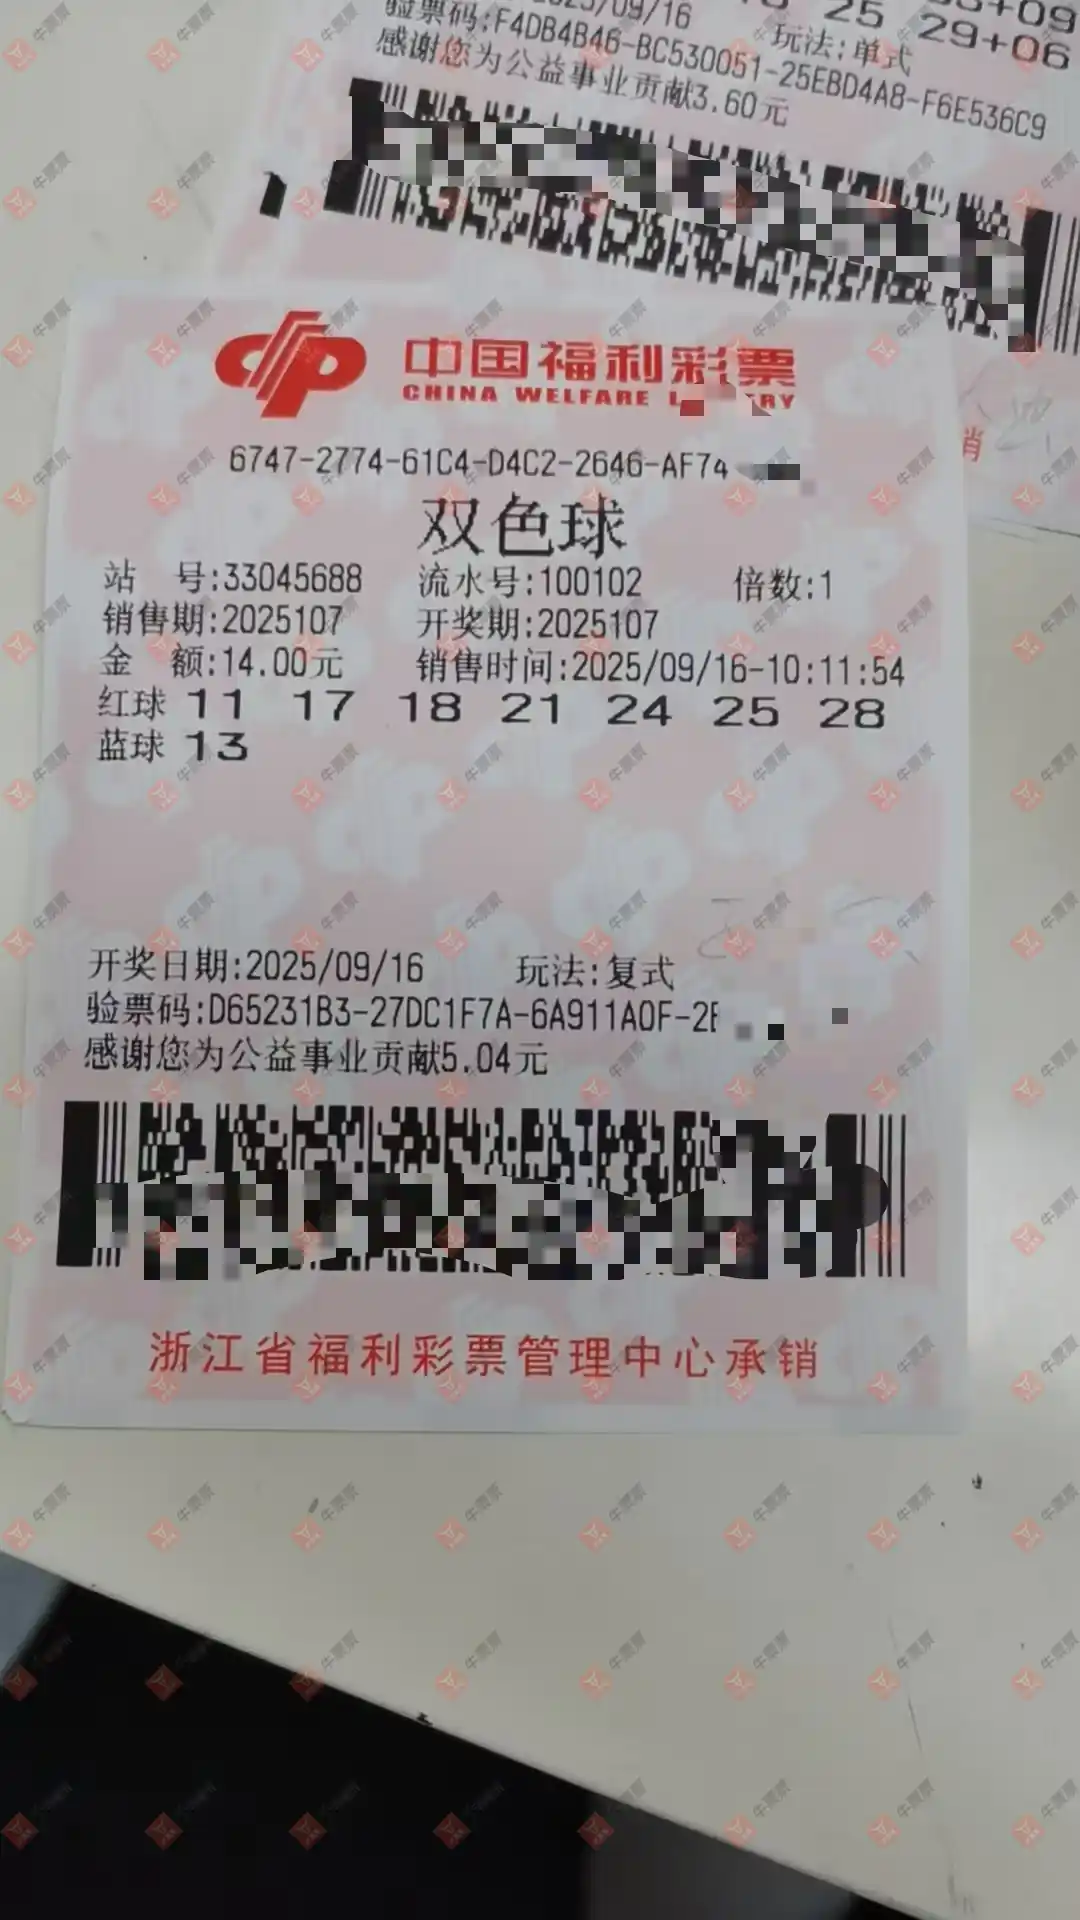 25 29+06
玩法:单式
验票码:F4DB4B46-BC530051-25EBD4A8-F6E536C9
感谢您为公益事业贡献3.60元
销
中国福利彩票
CHINA WELFARE
6747-2774-61C4-D4C2-2646-AF74
双色球
站 号:33045688 流水号:100102 倍数:1
销售期:2025107 开奖期:2025107
金 额:14.00元 销售时间:2025/09/16-10:11:54
红球 11 17 18 21 24 25 28
蓝球 13
开奖日期:2025/09/16 玩法:复式
验票码:D65231B3-27DC1F7A-6A911A0F-2
感谢您为公益事业贡献5.04元
浙江省福利彩票管理中心承销
牛票票